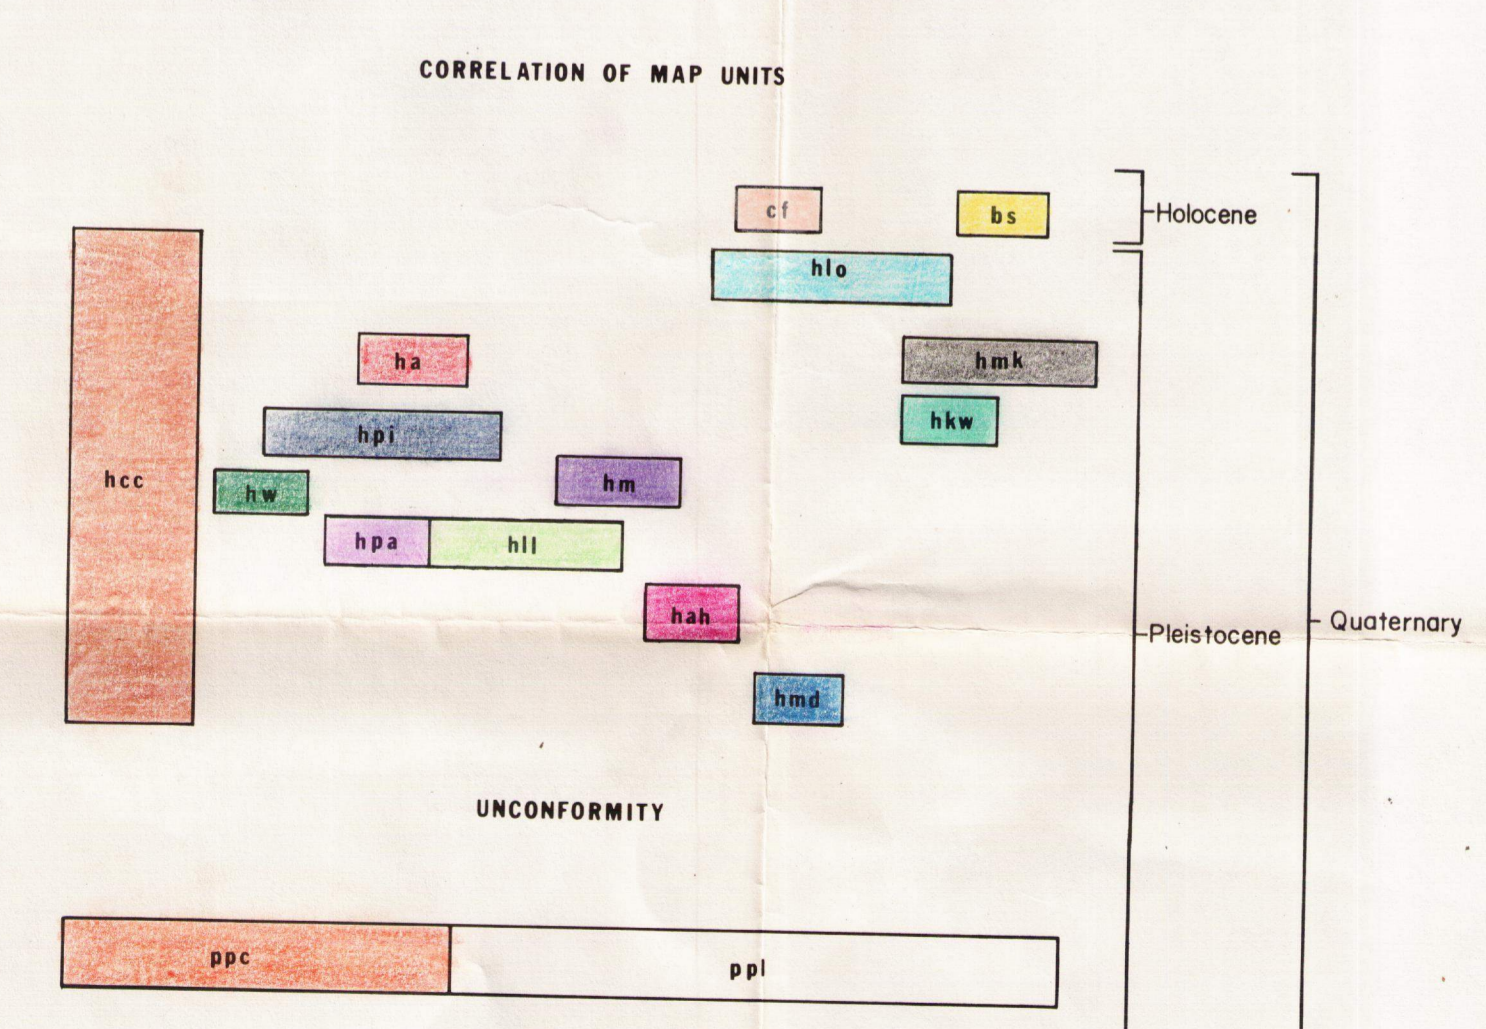 CORRELATION OF MAP UNITS
cf
bs
Holocene
hlo
ha
hmk
hpi
hkw
hcc
hw
hm
hpa
hll
hah
Pleistocene
Quaternary
hmd
UNCONFORMITY
ppc
ppl